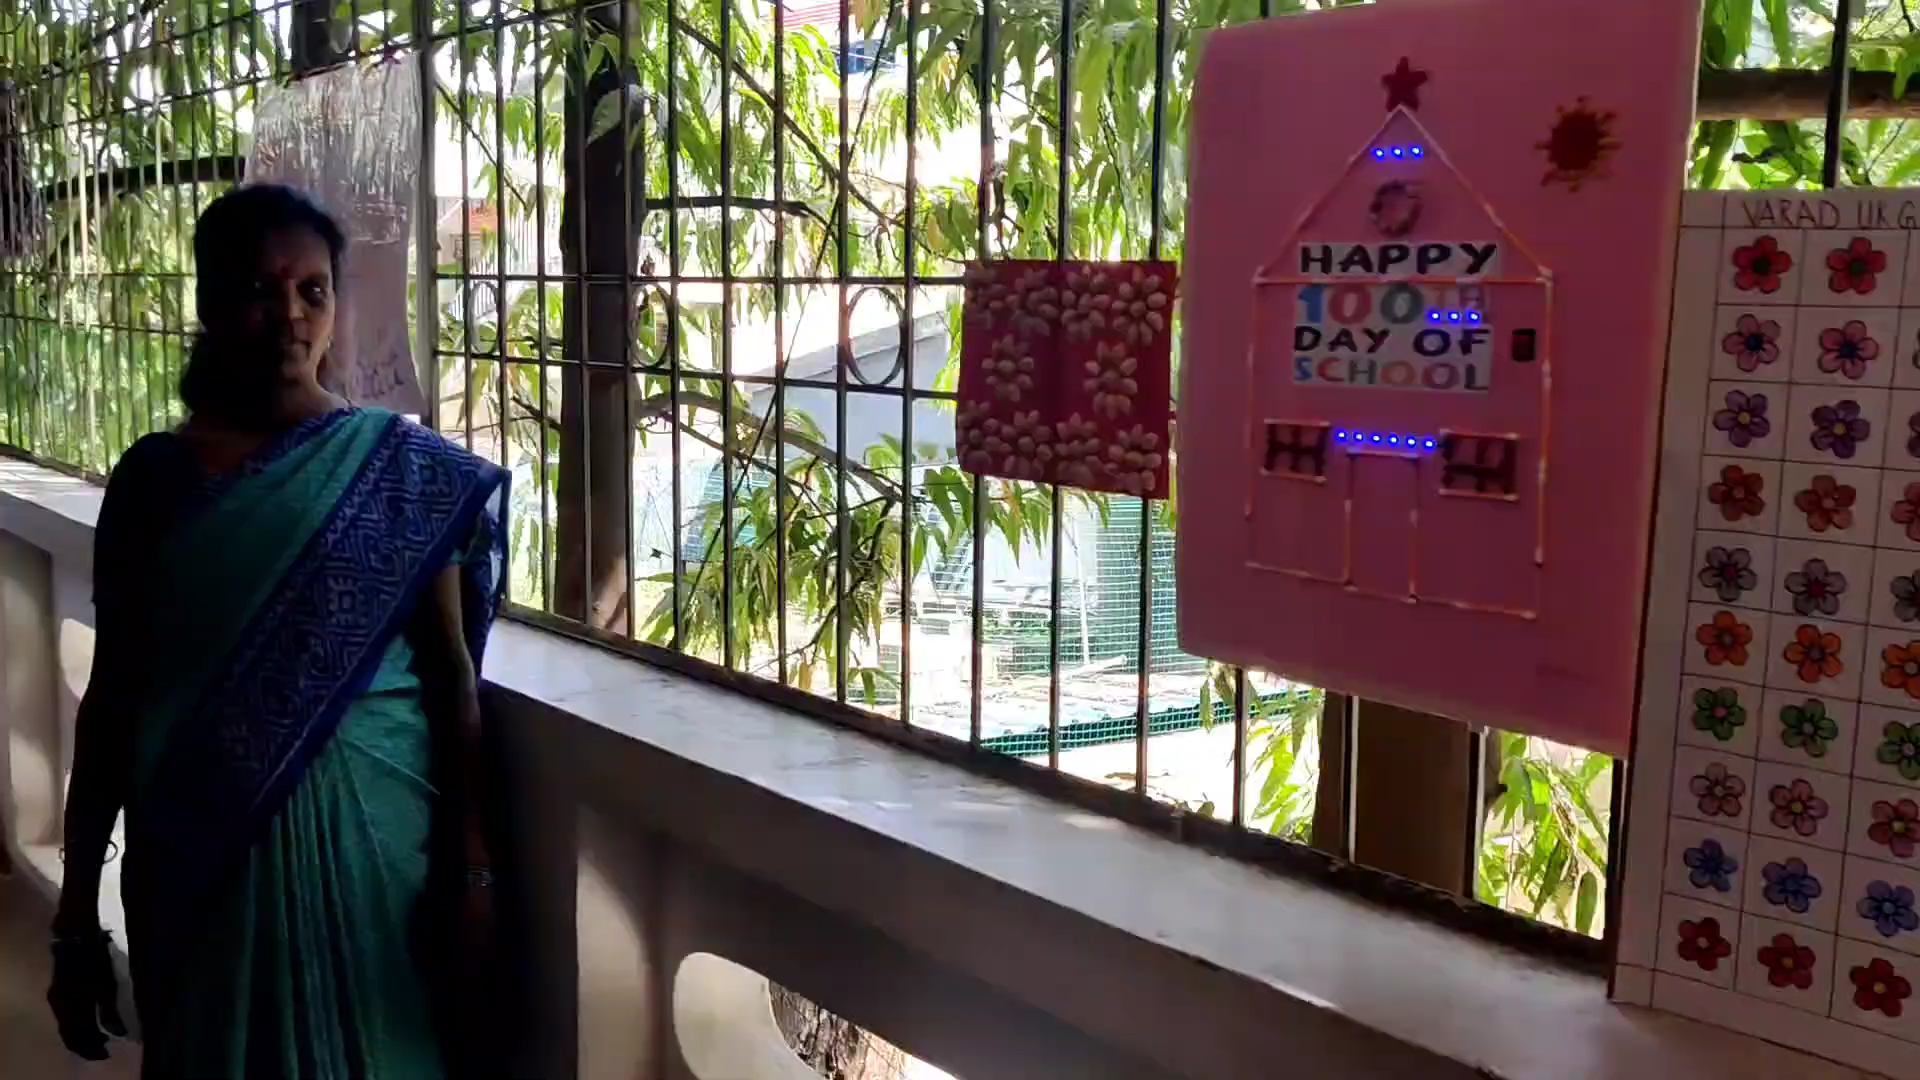 HAPPY
100TH
DAY OF
SCHOOL
VARAD UKG